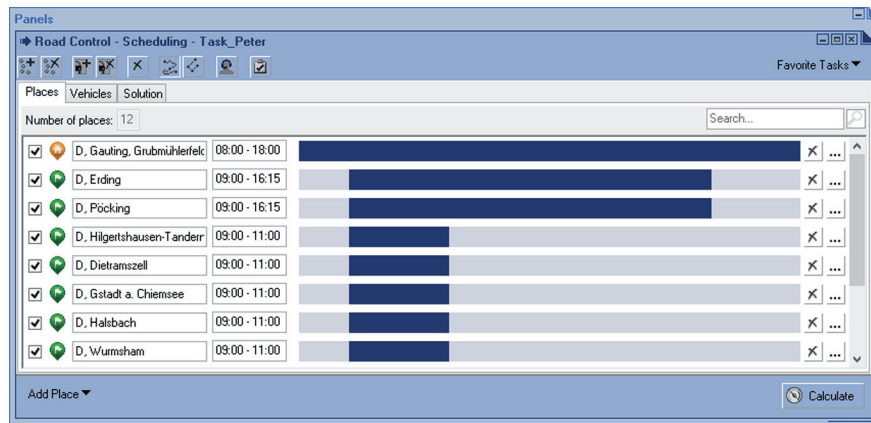 Panels
Road Control - Scheduling - Task_Peter
Favorite Tasks
Places Vehicles Solution
Number of places: 12 Search...
D, Gauting, Grubmühlerfelc 08:00 - 18:00 ...
D, Erding 09:00 - 16:15 ...
D, Pöcking 09:00 - 16:15 ...
D, Hilgertshausen-Tandern 09:00 - 11:00 ...
D, Dietramszell 09:00 - 11:00 ...
D, Gstadt a. Chiemsee 09:00 - 11:00 ...
D, Halsbach 09:00 - 11:00 ...
D, Wurmsham 09:00 - 11:00 ...
Add Place Calculate